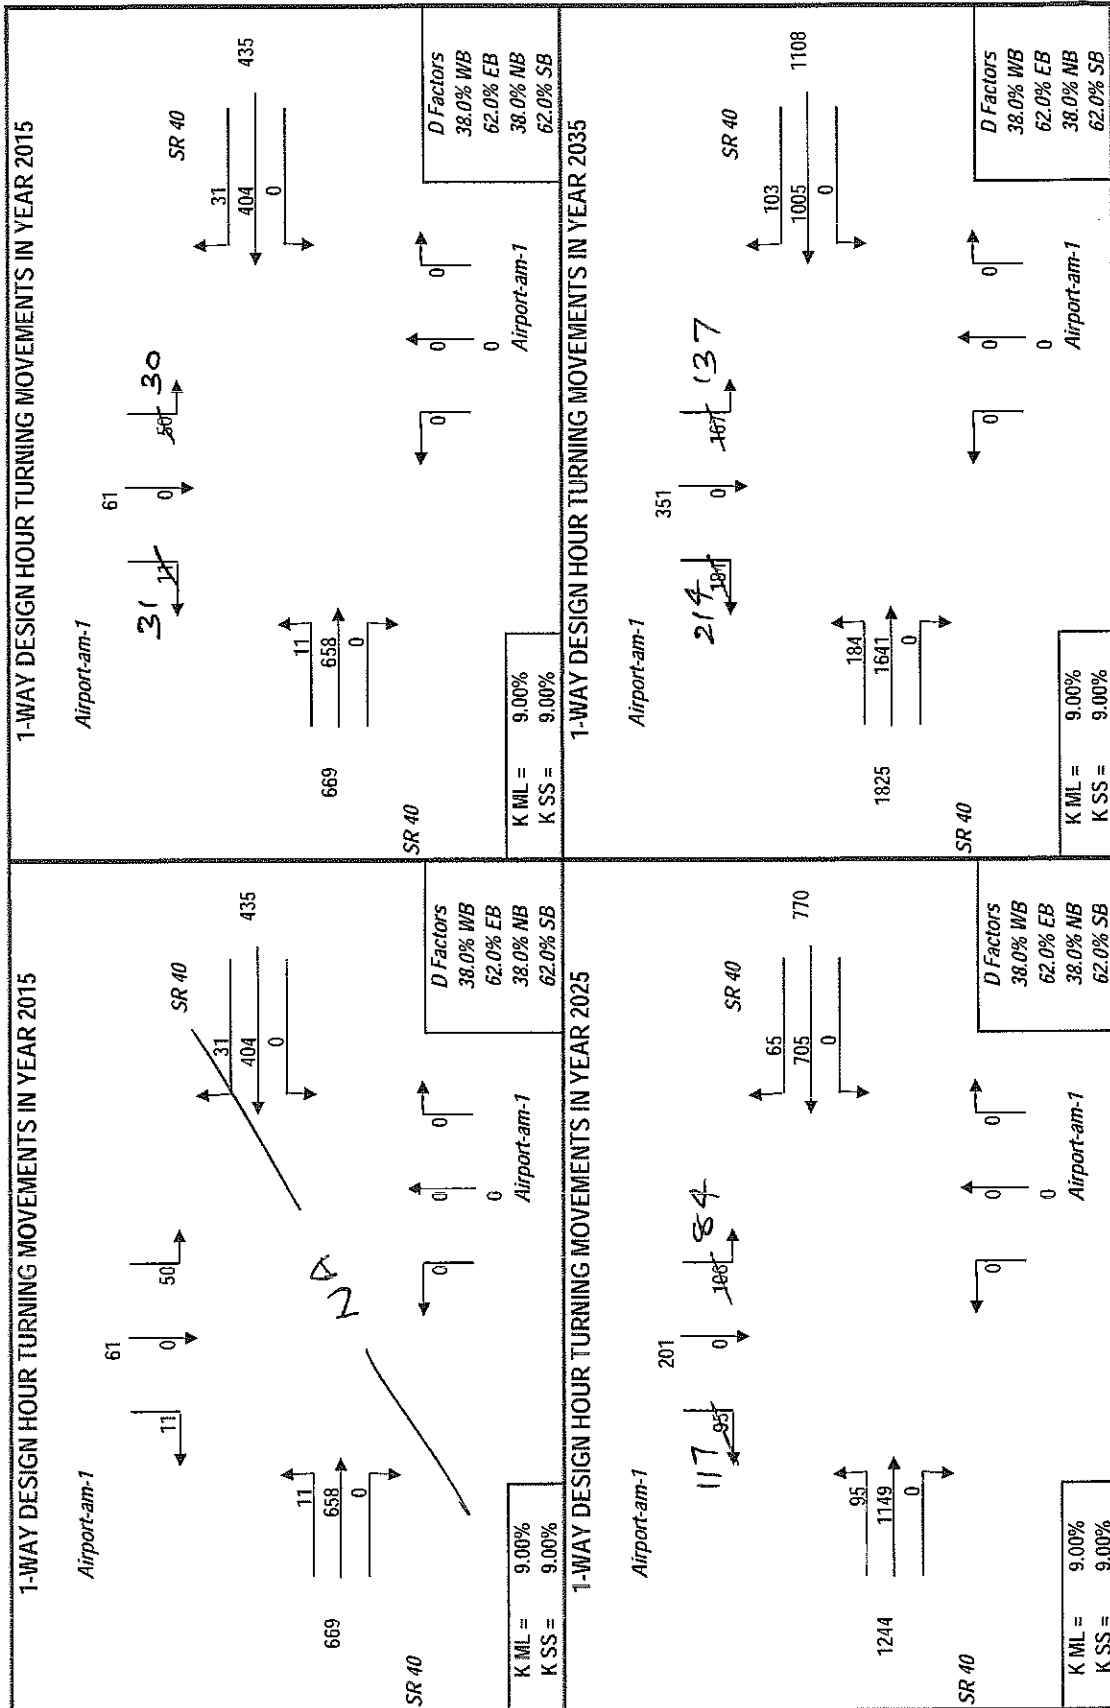 1-WAY DESIGN HOUR TURNING MOVEMENTS IN YEAR 2015
Airport-am-1
61
11
0
50
SR 40
31
404
0
435
669
11
658
0
NA
SR 40
0
0
0
0
Airport-am-1
K ML = 9.00%
K SS = 9.00%
D Factors
38.0% WB
62.0% EB
38.0% NB
62.0% SB
1-WAY DESIGN HOUR TURNING MOVEMENTS IN YEAR 2015
Airport-am-1
61
31
11
0
50
30
SR 40
31
404
0
435
669
11
658
0
SR 40
0
0
0
0
Airport-am-1
K ML = 9.00%
K SS = 9.00%
D Factors
38.0% WB
62.0% EB
38.0% NB
62.0% SB
1-WAY DESIGN HOUR TURNING MOVEMENTS IN YEAR 2025
Airport-am-1
201
117
95
0
106
84
SR 40
65
705
0
770
1244
95
1149
0
SR 40
0
0
0
0
Airport-am-1
K ML = 9.00%
K SS = 9.00%
D Factors
38.0% WB
62.0% EB
38.0% NB
62.0% SB
1-WAY DESIGN HOUR TURNING MOVEMENTS IN YEAR 2035
Airport-am-1
351
214
0
167
137
SR 40
103
1005
0
1108
1825
184
1641
0
SR 40
0
0
0
0
Airport-am-1
K ML = 9.00%
K SS = 9.00%
D Factors
38.0% WB
62.0% EB
38.0% NB
62.0% SB